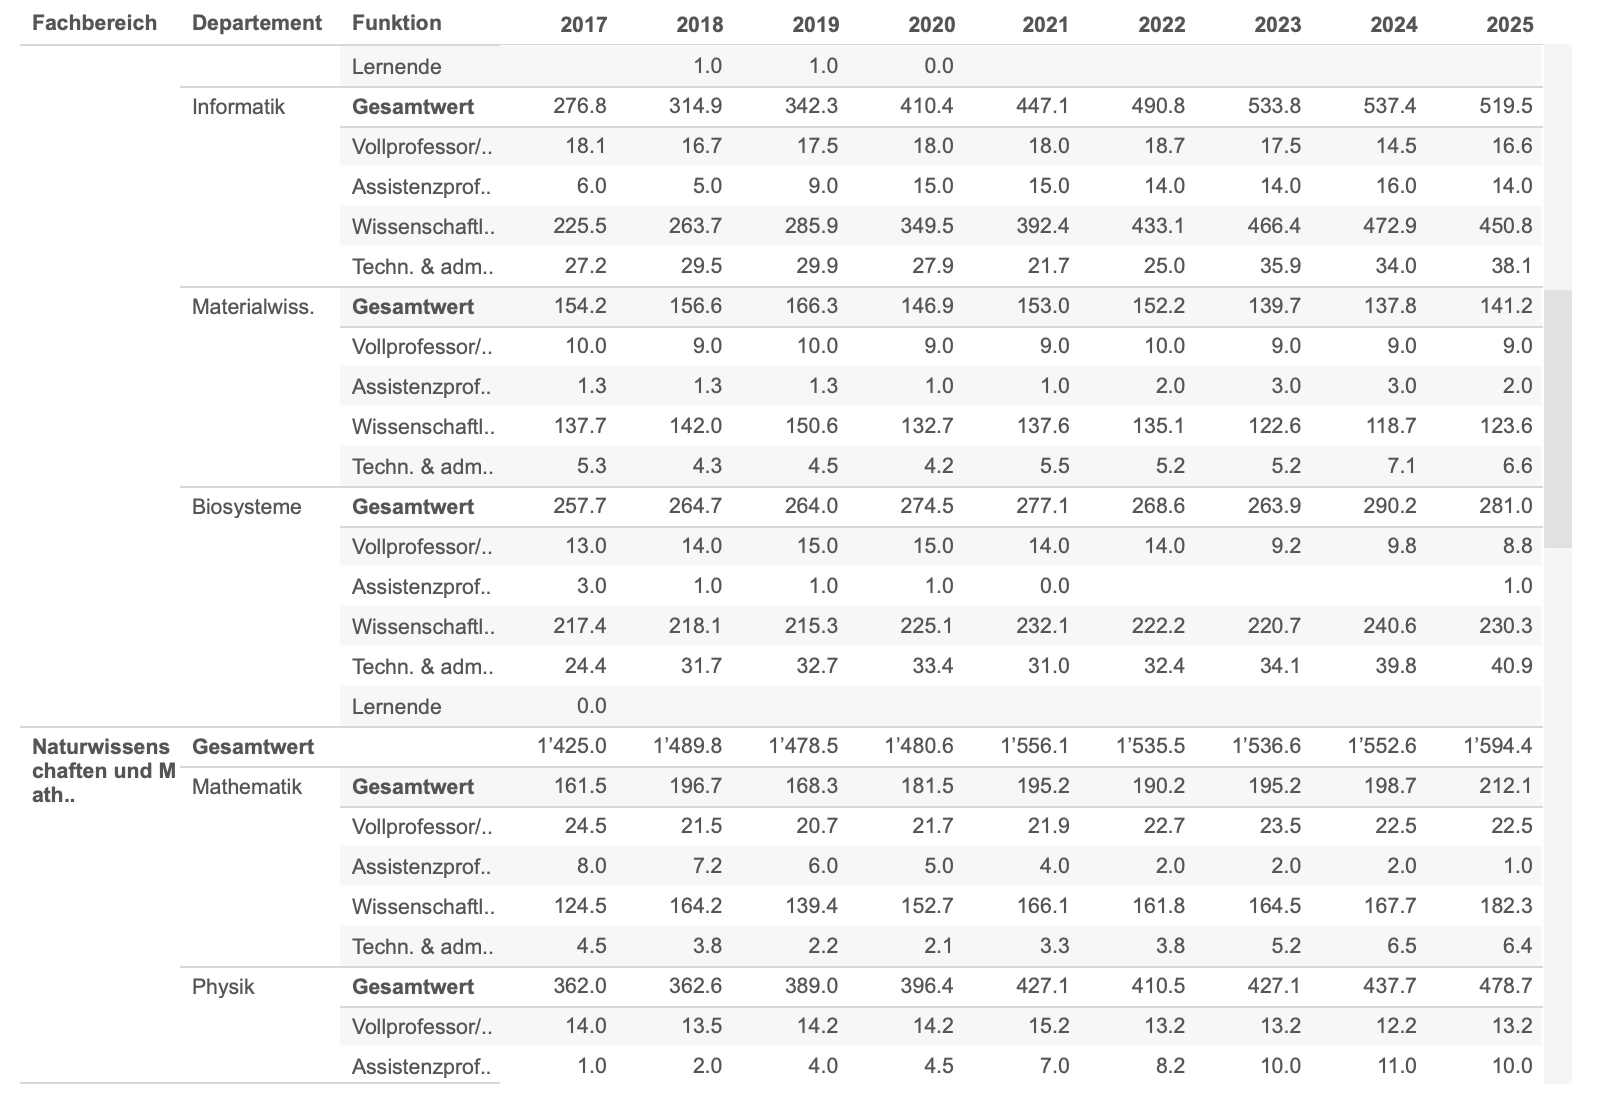 Fachbereich Departement Funktion 2017 2018 2019 2020 2021 2022 2023 2024 2025
Lernende 1.0 1.0 0.0
Informatik Gesamtwert 276.8 314.9 342.3 410.4 447.1 490.8 533.8 537.4 519.5
Vollprofessor/.. 18.1 16.7 17.5 18.0 18.0 18.7 17.5 14.5 16.6
Assistenzprof.. 6.0 5.0 9.0 15.0 15.0 14.0 14.0 16.0 14.0
Wissenschaftl.. 225.5 263.7 285.9 349.5 392.4 433.1 466.4 472.9 450.8
Techn. & adm.. 27.2 29.5 29.9 27.9 21.7 25.0 35.9 34.0 38.1
Materialwiss. Gesamtwert 154.2 156.6 166.3 146.9 153.0 152.2 139.7 137.8 141.2
Vollprofessor/.. 10.0 9.0 10.0 9.0 9.0 10.0 9.0 9.0 9.0
Assistenzprof.. 1.3 1.3 1.3 1.0 1.0 2.0 3.0 3.0 2.0
Wissenschaftl.. 137.7 142.0 150.6 132.7 137.6 135.1 122.6 118.7 123.6
Techn. & adm.. 5.3 4.3 4.5 4.2 5.5 5.2 5.2 7.1 6.6
Biosysteme Gesamtwert 257.7 264.7 264.0 274.5 277.1 268.6 263.9 290.2 281.0
Vollprofessor/.. 13.0 14.0 15.0 15.0 14.0 14.0 9.2 9.8 8.8
Assistenzprof.. 3.0 1.0 1.0 1.0 0.0 1.0
Wissenschaftl.. 217.4 218.1 215.3 225.1 232.1 222.2 220.7 240.6 230.3
Techn. & adm.. 24.4 31.7 32.7 33.4 31.0 32.4 34.1 39.8 40.9
Lernende 0.0
Naturwissens Gesamtwert 1’425.0 1’489.8 1’478.5 1’480.6 1’556.1 1’535.5 1’536.6 1’552.6 1’594.4
chaften und M
ath..
Mathematik Gesamtwert 161.5 196.7 168.3 181.5 195.2 190.2 195.2 198.7 212.1
Vollprofessor/.. 24.5 21.5 20.7 21.7 21.9 22.7 23.5 22.5 22.5
Assistenzprof.. 8.0 7.2 6.0 5.0 4.0 2.0 2.0 2.0 1.0
Wissenschaftl.. 124.5 164.2 139.4 152.7 166.1 161.8 164.5 167.7 182.3
Techn. & adm.. 4.5 3.8 2.2 2.1 3.3 3.8 5.2 6.5 6.4
Physik Gesamtwert 362.0 362.6 389.0 396.4 427.1 410.5 427.1 437.7 478.7
Vollprofessor/.. 14.0 13.5 14.2 14.2 15.2 13.2 13.2 12.2 13.2
Assistenzprof.. 1.0 2.0 4.0 4.5 7.0 8.2 10.0 11.0 10.0